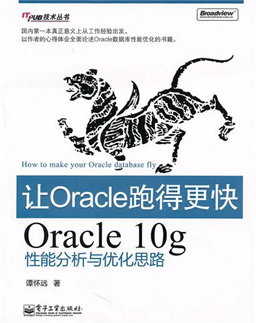 ITPUB技术丛书
Broadview
国内第一本真正意义上从工作经验出发、
以作者的心得体会全面论述Oracle数据库性能优化的书籍。
How to make your Oracle database fly
让Oracle跑得更快
Oracle 10g
性能分析与优化思路
谭怀远 著
电子工业出版社